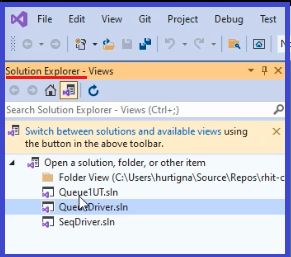 File Edit View Git Project Debug Test
Solution Explorer - Views
Search Solution Explorer - Views (Ctrl+;)
Switch between solutions and available views using
the button in the above toolbar.
Open a solution, folder, or other item
Folder View (C:\Users\hurtigna\Source\Repos\rhit-c
Queue1UT.sln
SeqDriver.sln